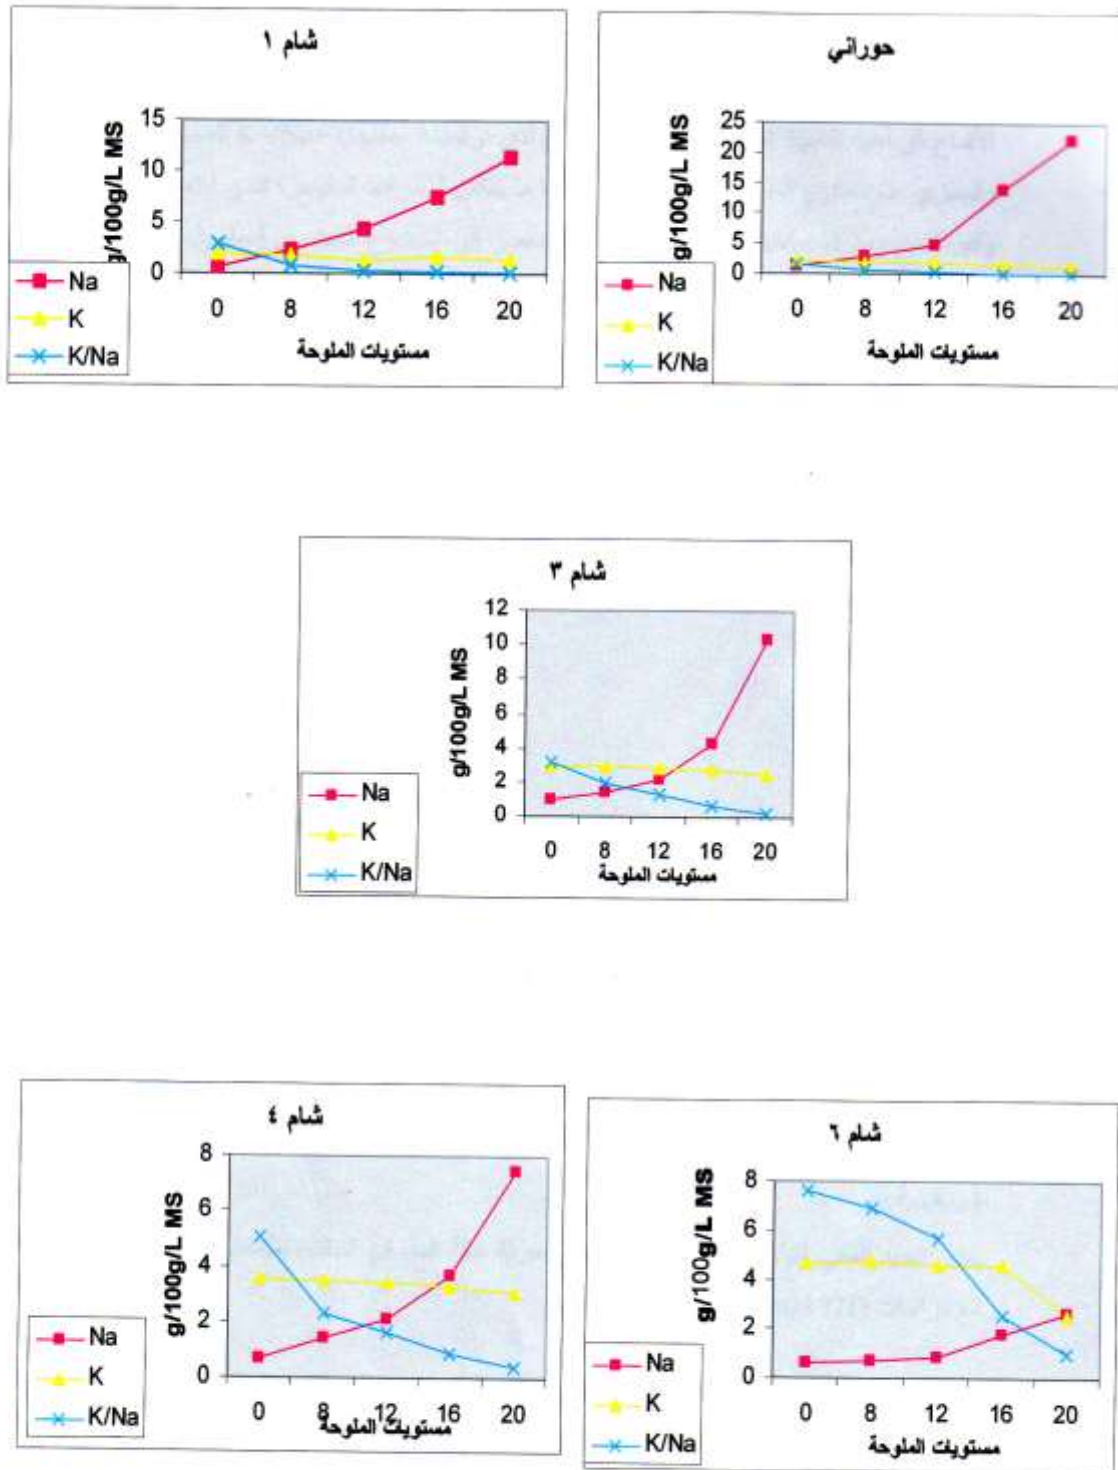 شام ١
g/100g/L MS
15
10
5
0
0 8 12 16 20
مستويات الملوحة
Na
K
K/Na
حوراني
g/100g/L MS
25
20
15
10
5
0
0 8 12 16 20
مستويات الملوحة
Na
K
K/Na
شام ٣
g/100g/L MS
12
10
8
6
4
2
0
0 8 12 16 20
مستويات الملوحة
Na
K
K/Na
شام ٤
g/100g/L MS
8
6
4
2
0
0 8 12 16 20
مستويات الملوحة
Na
K
K/Na
شام ٦
g/100g/L MS
8
6
4
2
0
0 8 12 16 20
مستويات الملوحة
Na
K
K/Na